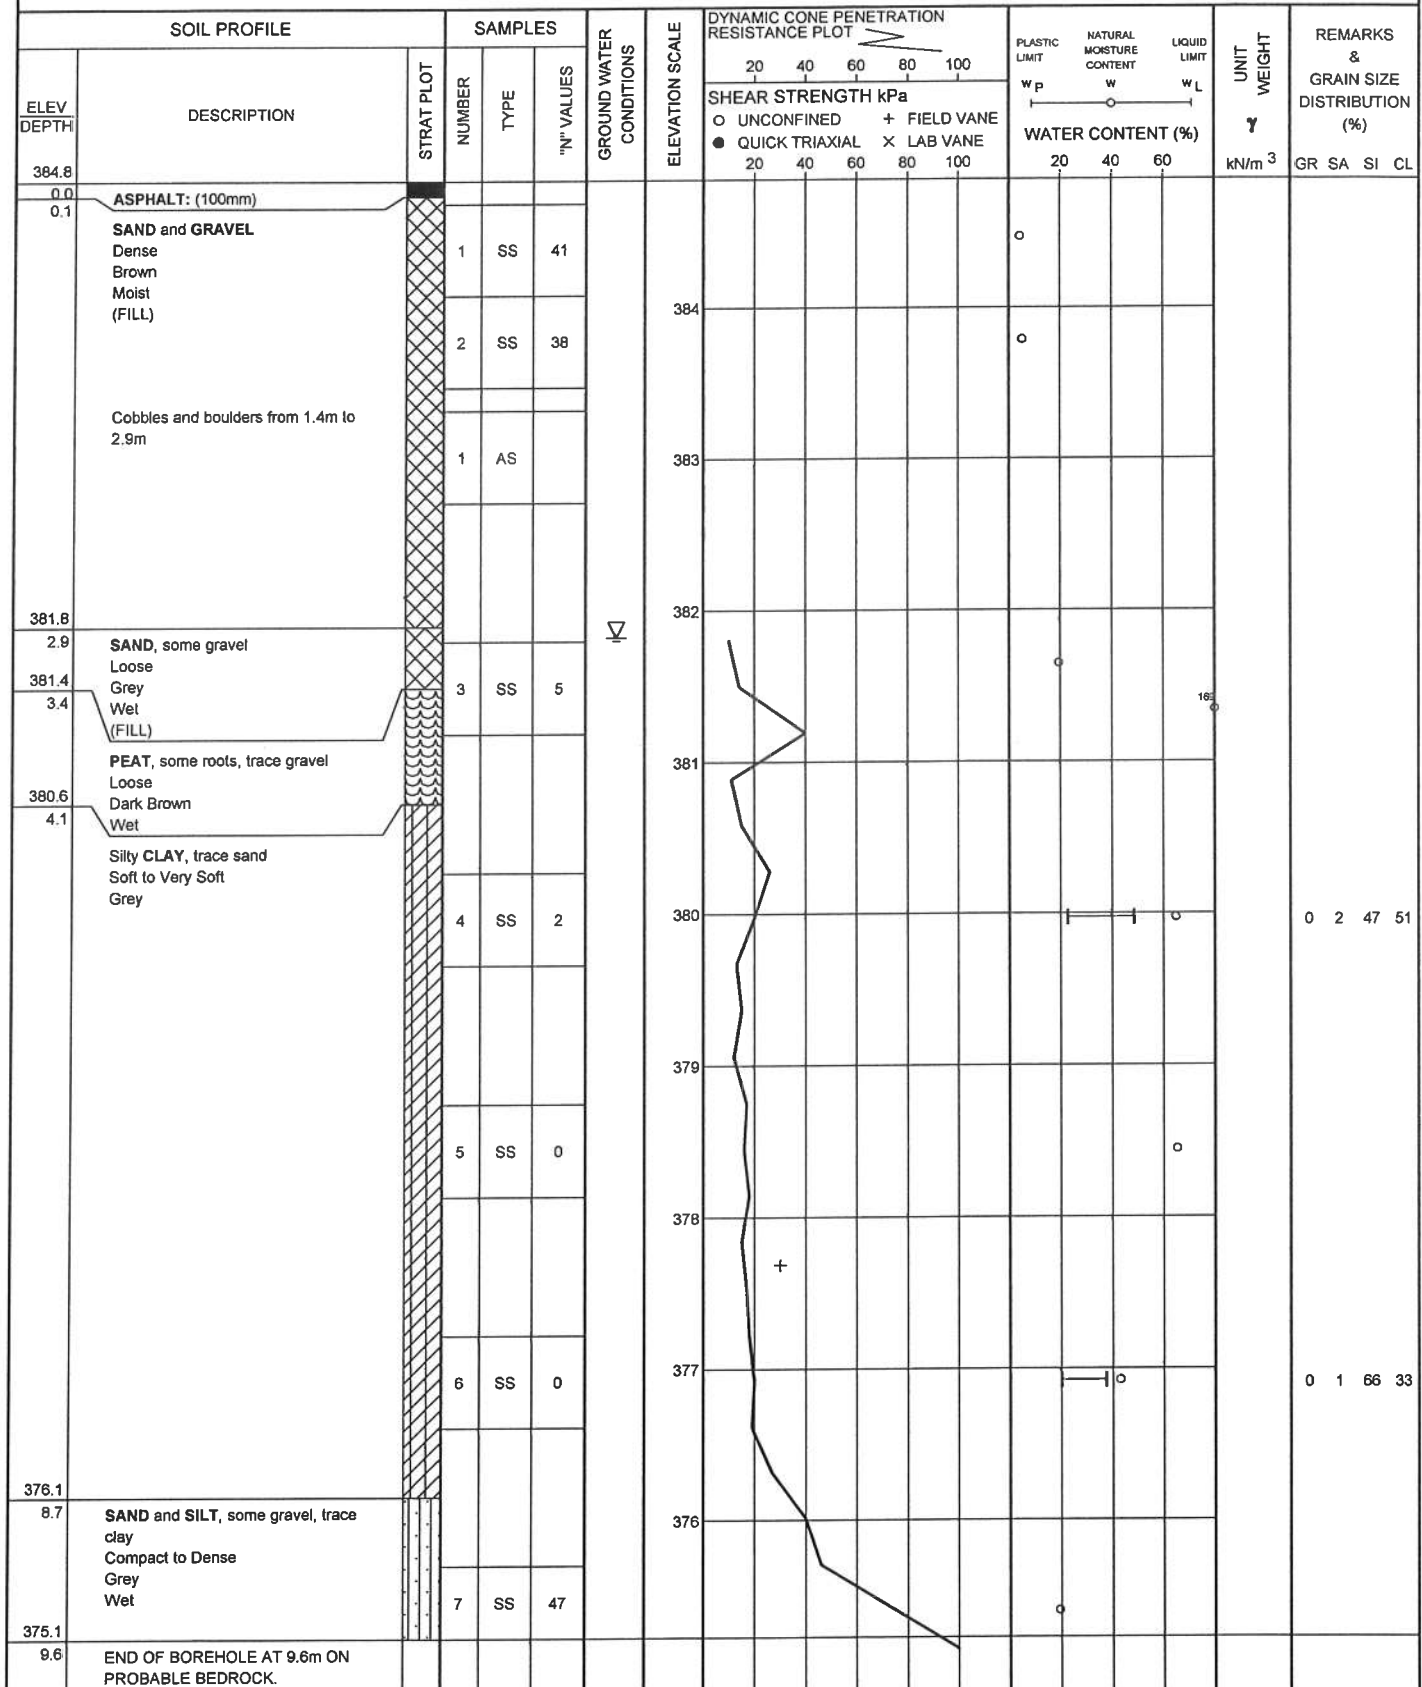 SOIL PROFILE
SAMPLES
GROUND WATER
CONDITIONS
ELEVATION SCALE
DYNAMIC CONE PENETRATION
RESISTANCE PLOT
20 40 60 80 100
SHEAR STRENGTH kPa
O UNCONFINED + FIELD VANE
● QUICK TRIAXIAL × LAB VANE
20 40 60 80 100
PLASTIC
LIMIT
NATURAL
MOISTURE
CONTENT
LIQUID
LIMIT
wP w wL
WATER CONTENT (%)
20 40 60
UNIT
WEIGHT
γ
kN/m 3
REMARKS
&
GRAIN SIZE
DISTRIBUTION
(%)
GR SA SI CL
ELEV
DEPTH
DESCRIPTION
STRAT PLOT
NUMBER
TYPE
"N" VALUES
384.8
0.0
0.1
ASPHALT: (100mm)
SAND and GRAVEL
Dense
Brown
Moist
(FILL)
1 SS 41
384
2 SS 38
Cobbles and boulders from 1.4m to
2.9m
1 AS
383
382
381.8
2.9
SAND, some gravel
Loose
Grey
Wet
(FILL)
381.4
3.4
3 SS 5
PEAT, some roots, trace gravel
Loose
Dark Brown
Wet
381
380.6
4.1
Silty CLAY, trace sand
Soft to Very Soft
Grey
4 SS 2
380
0 2 47 51
379
5 SS 0
378
377
6 SS 0
0 1 66 33
376.1
8.7
SAND and SILT, some gravel, trace
clay
Compact to Dense
Grey
Wet
376
7 SS 47
375.1
9.6
END OF BOREHOLE AT 9.6m ON
PROBABLE BEDROCK.